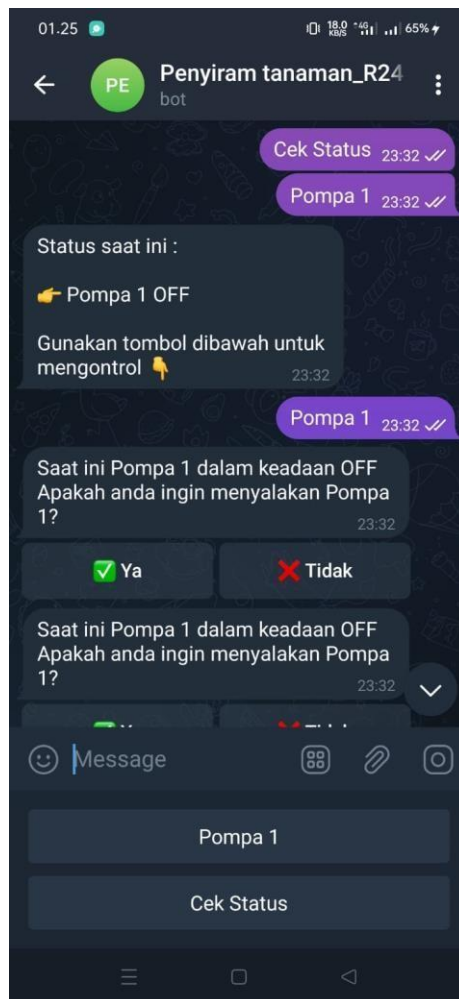 01.25
18.0 KB/S 4G 65%
PE
Penyiram tanaman_R24
bot
Cek Status 23:32
Pompa 1 23:32
Status saat ini :
👉 Pompa 1 OFF
Gunakan tombol dibawah untuk
mengontrol 👇
23:32
Pompa 1 23:32
Saat ini Pompa 1 dalam keadaan OFF
Apakah anda ingin menyalakan Pompa
1?
23:32
✅ Ya
❌ Tidak
Saat ini Pompa 1 dalam keadaan OFF
Apakah anda ingin menyalakan Pompa
1?
23:32
Message
Pompa 1
Cek Status